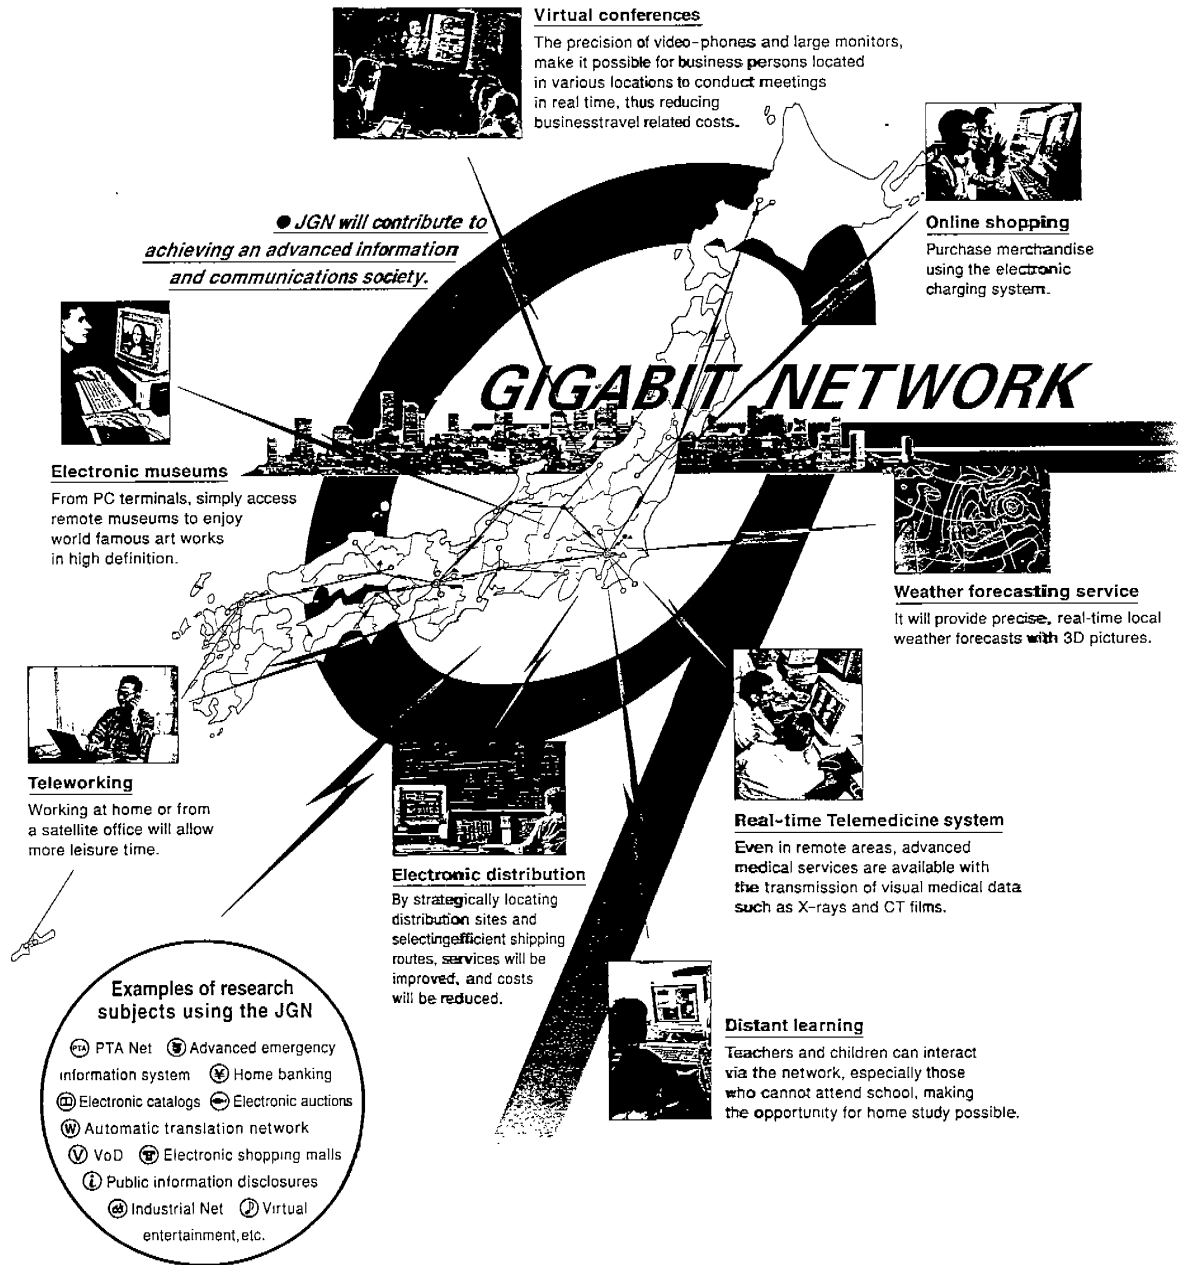 Virtual conferences
The precision of video-phones and large monitors,
make it possible for business persons located
in various locations to conduct meetings
in real time, thus reducing
businesstravel related costs.
● JGN will contribute to
achieving an advanced information
and communications society.
Online shopping
Purchase merchandise
using the electronic
charging system.
GIGABIT NETWORK
Electronic museums
From PC terminals, simply access
remote museums to enjoy
world famous art works
in high definition.
Weather forecasting service
It will provide precise, real-time local
weather forecasts with 3D pictures.
Teleworking
Working at home or from
a satellite office will allow
more leisure time.
Electronic distribution
By strategically locating
distribution sites and
selectingefficient shipping
routes, services will be
improved, and costs
will be reduced.
Real-time Telemedicine system
Even in remote areas, advanced
medical services are available with
the transmission of visual medical data
such as X-rays and CT films.
Distant learning
Teachers and children can interact
via the network, especially those
who cannot attend school, making
the opportunity for home study possible.
Examples of research
subjects using the JGN
PTA PTA Net Advanced emergency
information system ¥ Home banking
Electronic catalogs Electronic auctions
W Automatic translation network
V VoD Electronic shopping malls
i Public information disclosures
Industrial Net ♪ Virtual
entertainment, etc.